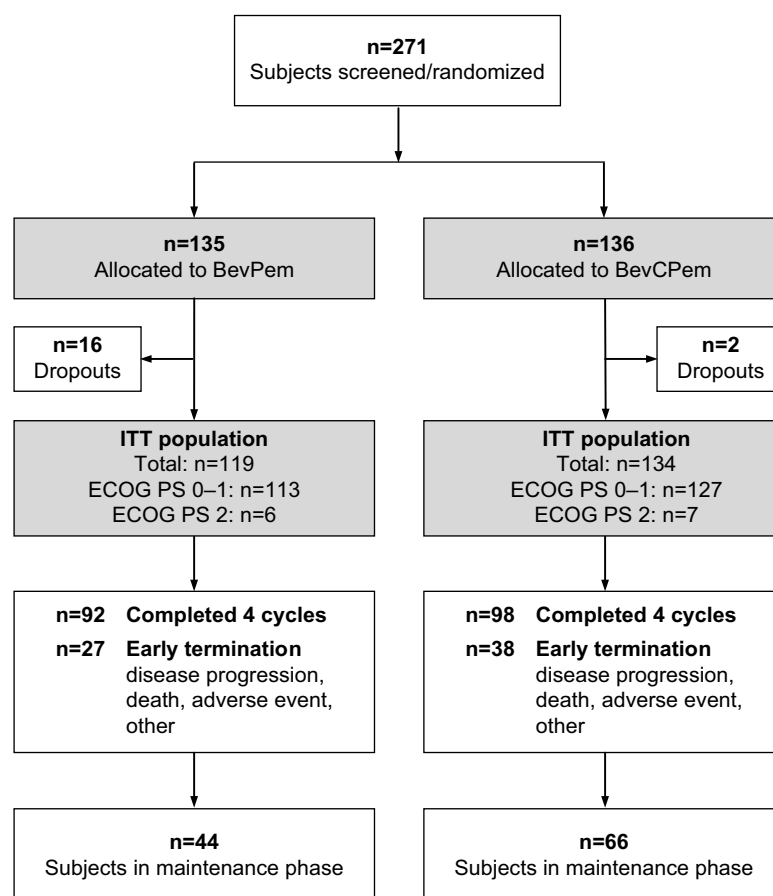 n=271
Subjects screened/randomized
n=135
Allocated to BevPem
n=136
Allocated to BevCPem
n=16
Dropouts
n=2
Dropouts
ITT population
Total: n=119
ECOG PS 0–1: n=113
ECOG PS 2: n=6
ITT population
Total: n=134
ECOG PS 0–1: n=127
ECOG PS 2: n=7
n=92 Completed 4 cycles
n=27 Early termination
disease progression,
death, adverse event,
other
n=98 Completed 4 cycles
n=38 Early termination
disease progression,
death, adverse event,
other
n=44
Subjects in maintenance phase
n=66
Subjects in maintenance phase